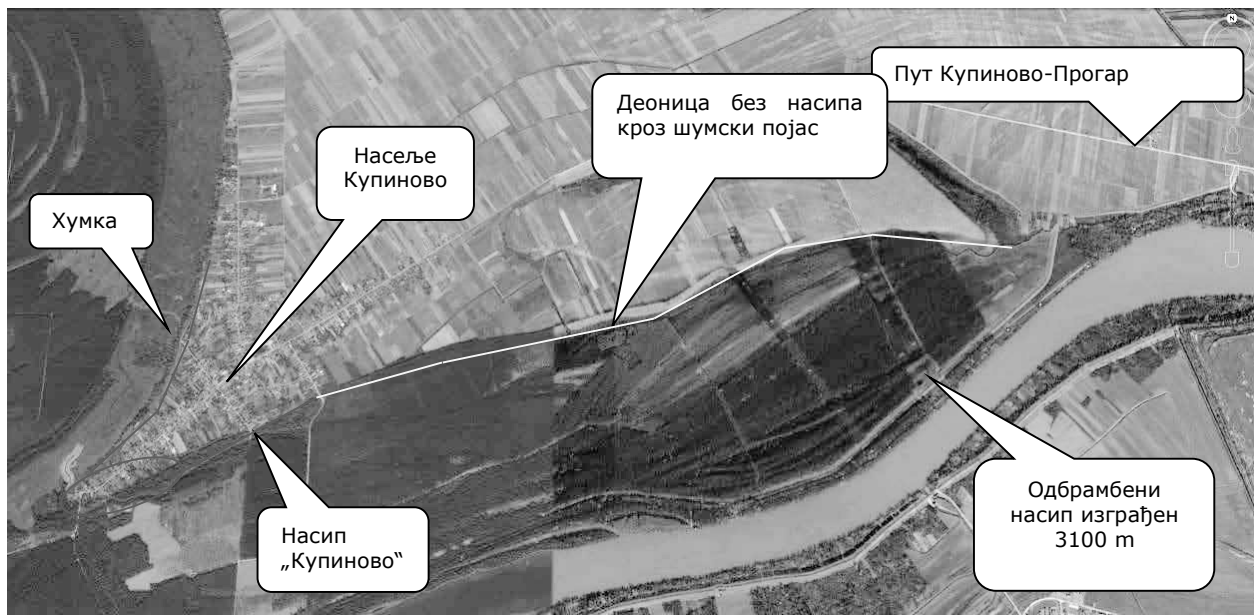 Пут Купиново-Прогар
Деоница без насипа
кроз шумски појас
Насеље
Купиново
Хумка
Насип
„Купиново“
Одбрамбени
насип изграђен
3100 m
N